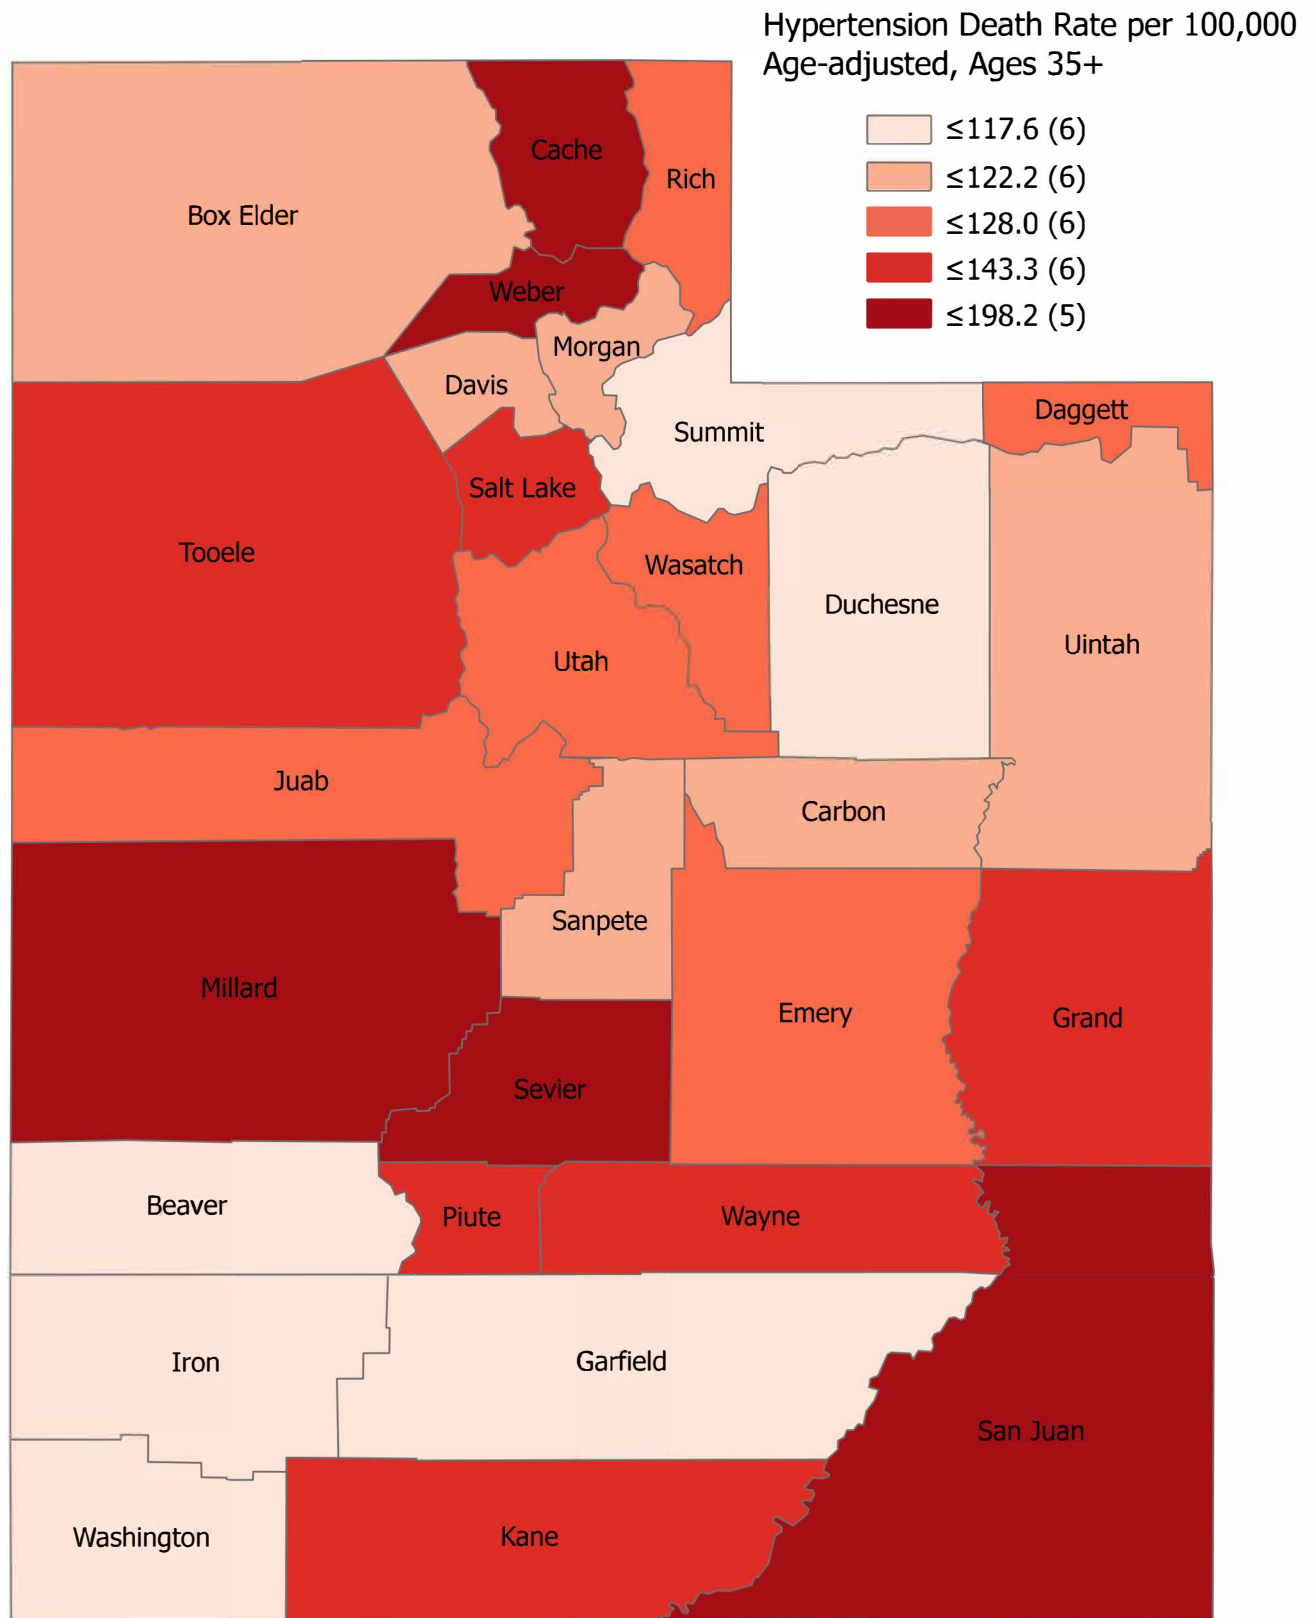 Hypertension Death Rate per 100,000
Age-adjusted, Ages 35+
≤117.6 (6)
≤122.2 (6)
≤128.0 (6)
≤143.3 (6)
≤198.2 (5)
Cache
Rich
Box Elder
Weber
Morgan
Davis
Daggett
Summit
Salt Lake
Tooele
Wasatch
Duchesne
Uintah
Utah
Juab
Carbon
Sanpete
Millard
Emery
Grand
Sevier
Beaver
Piute
Wayne
Iron
Garfield
San Juan
Washington
Kane